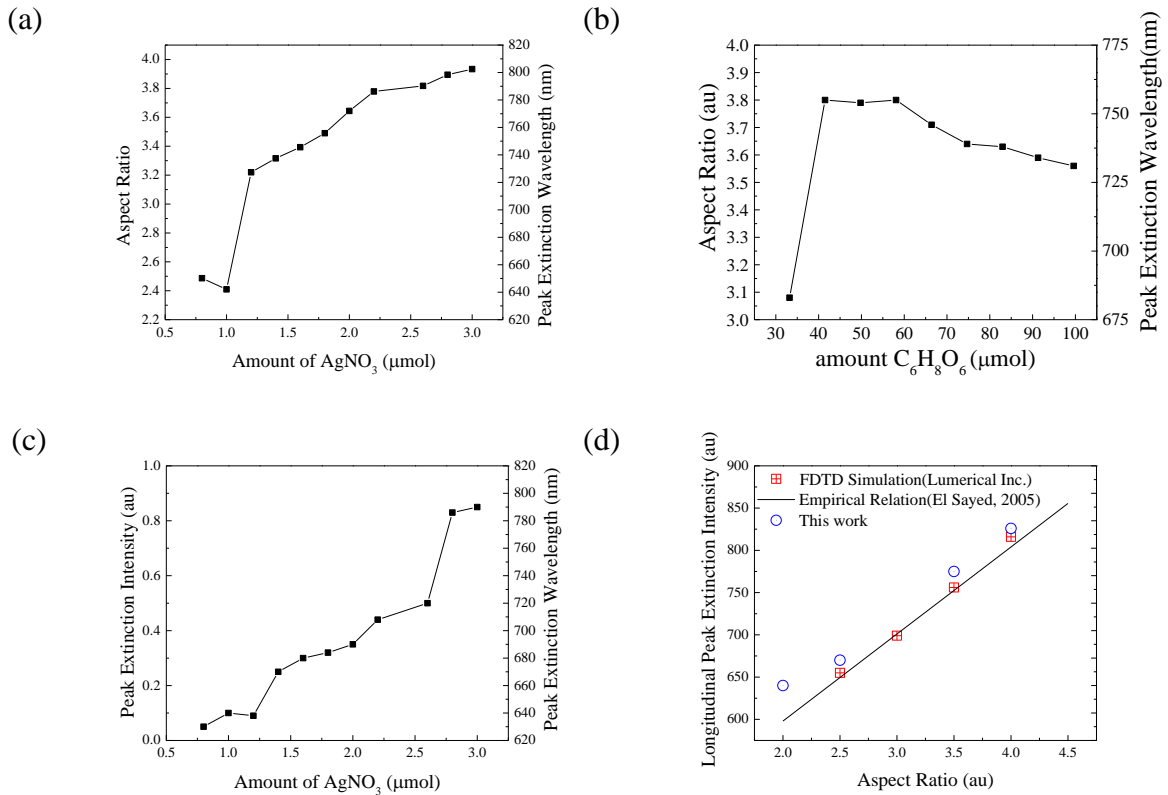 (a)
4.0
3.8
3.6
3.4
3.2
3.0
2.8
2.6
2.4
2.2
Aspect Ratio
820
800
780
760
740
720
700
680
660
640
620
Peak Extinction Wavelength (nm)
0.5 1.0 1.5 2.0 2.5 3.0
Amount of AgNO3 (μmol)
(b)
4.0
3.9
3.8
3.7
3.6
3.5
3.4
3.3
3.2
3.1
3.0
Aspect Ratio (au)
775
750
725
700
675
Peak Extinction Wavelength(nm)
30 40 50 60 70 80 90 100
amount C6H8O6 (μmol)
(c)
1.0
0.8
0.6
0.4
0.2
0.0
Peak Extinction Intensity (au)
820
800
780
760
740
720
700
680
660
640
620
Peak Extinction Wavelength (nm)
0.5 1.0 1.5 2.0 2.5 3.0
Amount of AgNO3 (μmol)
(d)
900
850
800
750
700
650
600
Longitudinal Peak Extinction Intensity (au)
FDTD Simulation(Lumerical Inc.)
Empirical Relation(El Sayed, 2005)
This work
2.0 2.5 3.0 3.5 4.0 4.5
Aspect Ratio (au)